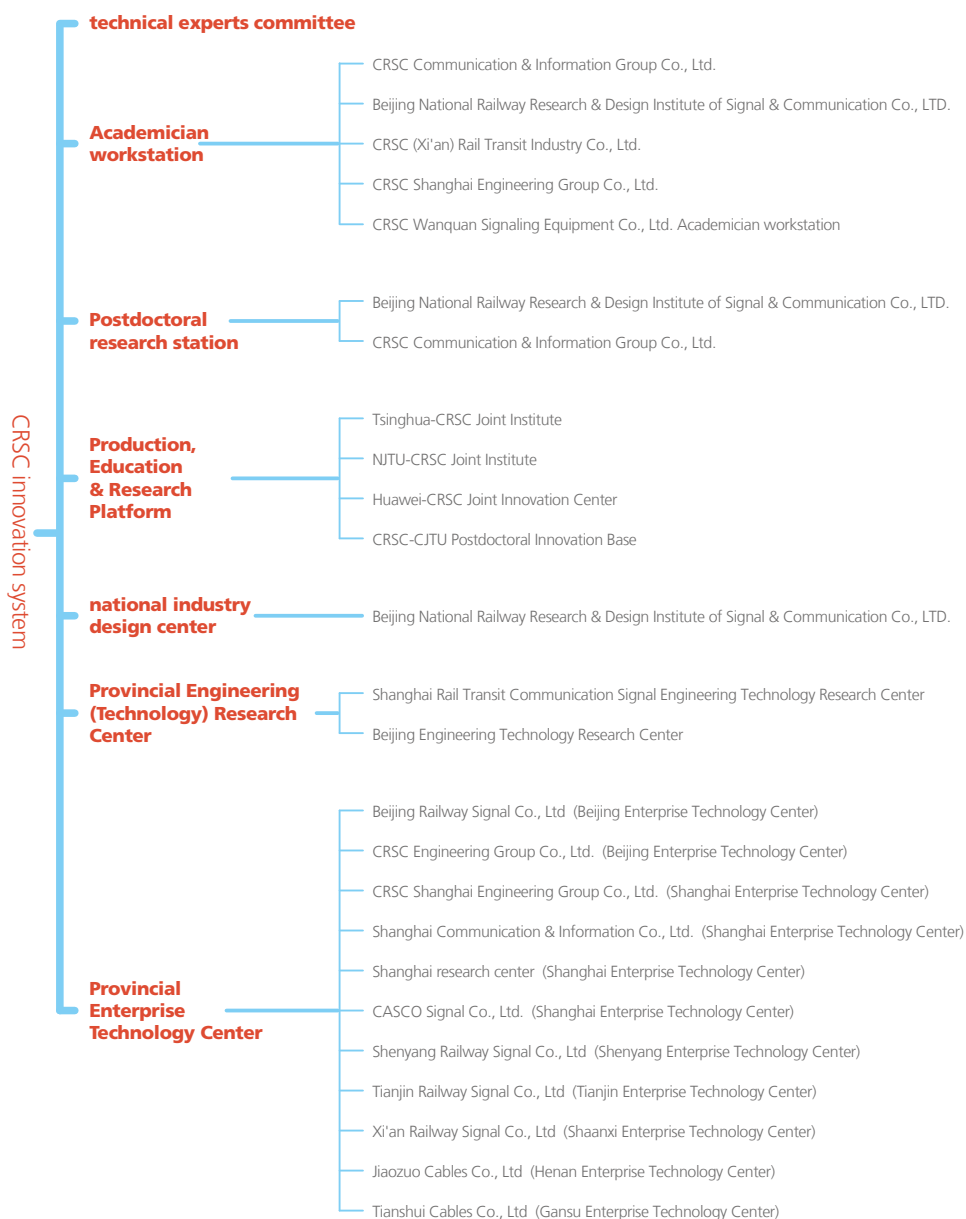 CRSC innovation system
technical experts committee
Academician
workstation
CRSC Communication & Information Group Co., Ltd.
Beijing National Railway Research & Design Institute of Signal & Communication Co., LTD.
CRSC (Xi'an) Rail Transit Industry Co., Ltd.
CRSC Shanghai Engineering Group Co., Ltd.
CRSC Wanquan Signaling Equipment Co., Ltd. Academician workstation
Postdoctoral
research station
Beijing National Railway Research & Design Institute of Signal & Communication Co., LTD.
CRSC Communication & Information Group Co., Ltd.
Production,
Education
& Research
Platform
Tsinghua-CRSC Joint Institute
NJTU-CRSC Joint Institute
Huawei-CRSC Joint Innovation Center
CRSC-CJTU Postdoctoral Innovation Base
national industry
design center
Beijing National Railway Research & Design Institute of Signal & Communication Co., LTD.
Provincial Engineering
(Technology) Research
Center
Shanghai Rail Transit Communication Signal Engineering Technology Research Center
Beijing Engineering Technology Research Center
Provincial
Enterprise
Technology Center
Beijing Railway Signal Co., Ltd (Beijing Enterprise Technology Center)
CRSC Engineering Group Co., Ltd. (Beijing Enterprise Technology Center)
CRSC Shanghai Engineering Group Co., Ltd. (Shanghai Enterprise Technology Center)
Shanghai Communication & Information Co., Ltd. (Shanghai Enterprise Technology Center)
Shanghai research center (Shanghai Enterprise Technology Center)
CASCO Signal Co., Ltd. (Shanghai Enterprise Technology Center)
Shenyang Railway Signal Co., Ltd (Shenyang Enterprise Technology Center)
Tianjin Railway Signal Co., Ltd (Tianjin Enterprise Technology Center)
Xi'an Railway Signal Co., Ltd (Shaanxi Enterprise Technology Center)
Jiaozuo Cables Co., Ltd (Henan Enterprise Technology Center)
Tianshui Cables Co., Ltd (Gansu Enterprise Technology Center)